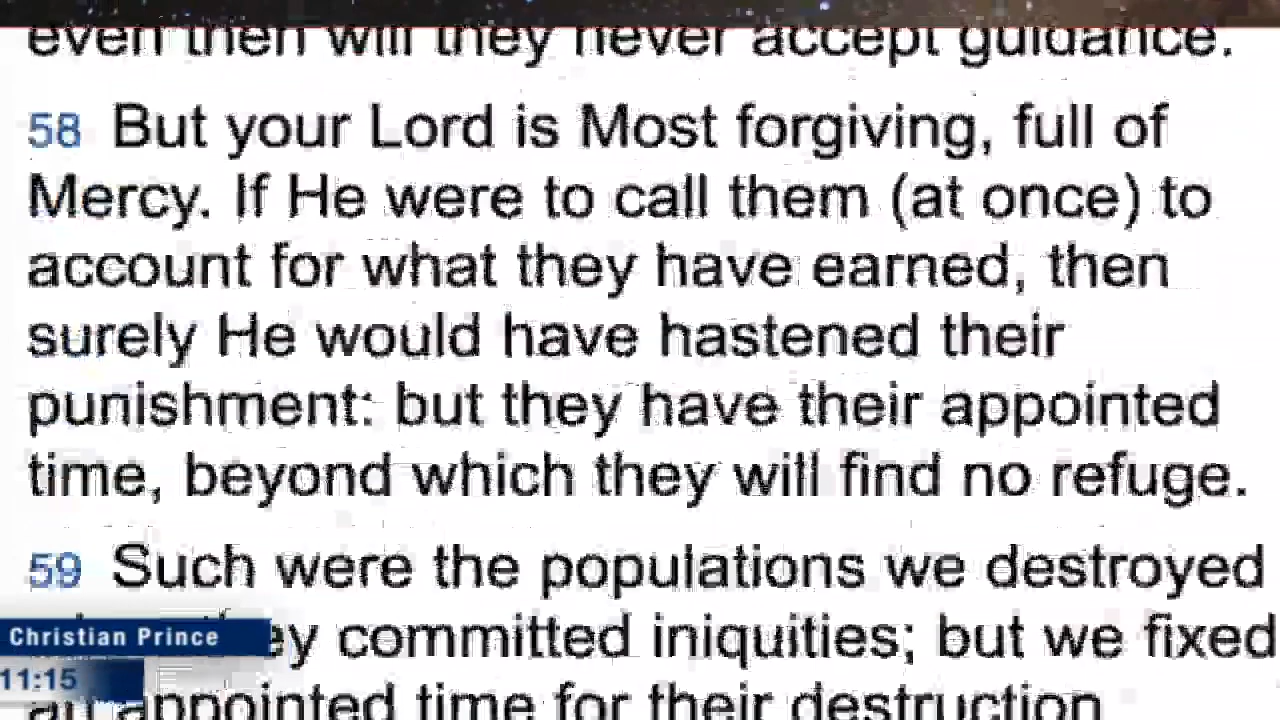 even then will they never accept guidance.
58 But your Lord is Most forgiving, full of
Mercy. If He were to call them (at once) to
account for what they have earned, then
surely He would have hastened their
punishment: but they have their appointed
time, beyond which they will find no refuge.
59 Such were the populations we destroyed
committed iniquities; but we fixed
appointed time for their destruction
Christian Prince
11:15